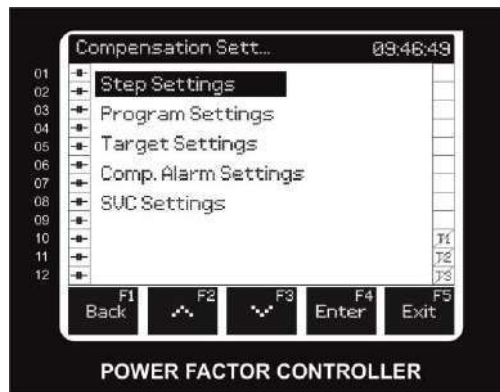 Compensation Sett... 09:46:49
01
02
03
04
05
06
07
08
09
10
11
12
Step Settings
Program Settings
Target Settings
Comp. Alarm Settings
SVC Settings
T1
T2
T3
F1 F2 F3 F4 F5
Back Enter Exit
POWER FACTOR CONTROLLER